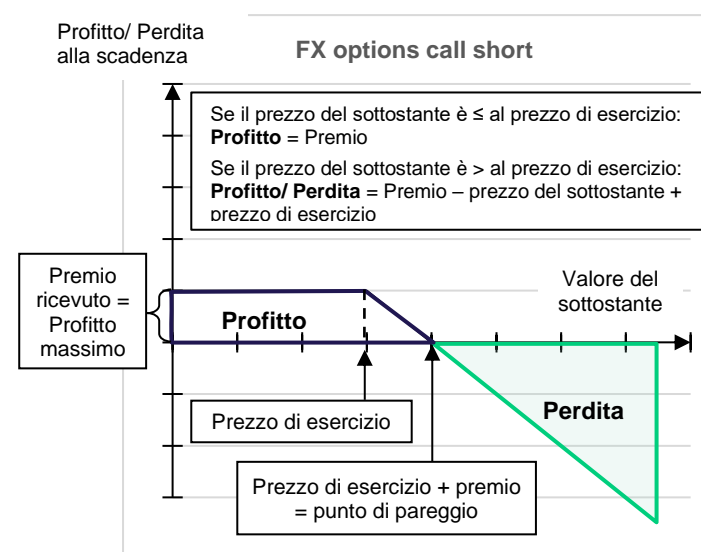 Profitto/ Perdita
alla scadenza
FX options call short
Se il prezzo del sottostante è ≤ al prezzo di esercizio:
Profitto = Premio
Se il prezzo del sottostante è > al prezzo di esercizio:
Profitto/ Perdita = Premio – prezzo del sottostante +
prezzo di esercizio
Premio
ricevuto =
Profitto
massimo
Profitto
Valore del
sottostante
Prezzo di esercizio
Perdita
Prezzo di esercizio + premio
= punto di pareggio